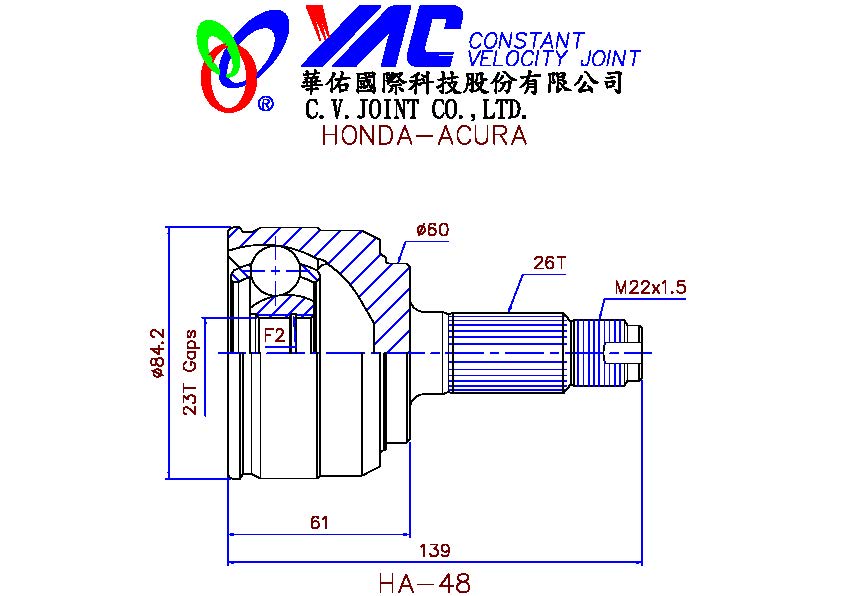 YAC CONSTANT
VELOCITY JOINT
®
華佑國際科技股份有限公司
C.V.JOINT CO.,LTD.
HONDA-ACURA
ø60
26T
M22x1.5
F2
ø84.2
23T Gaps
61
139
HA-48